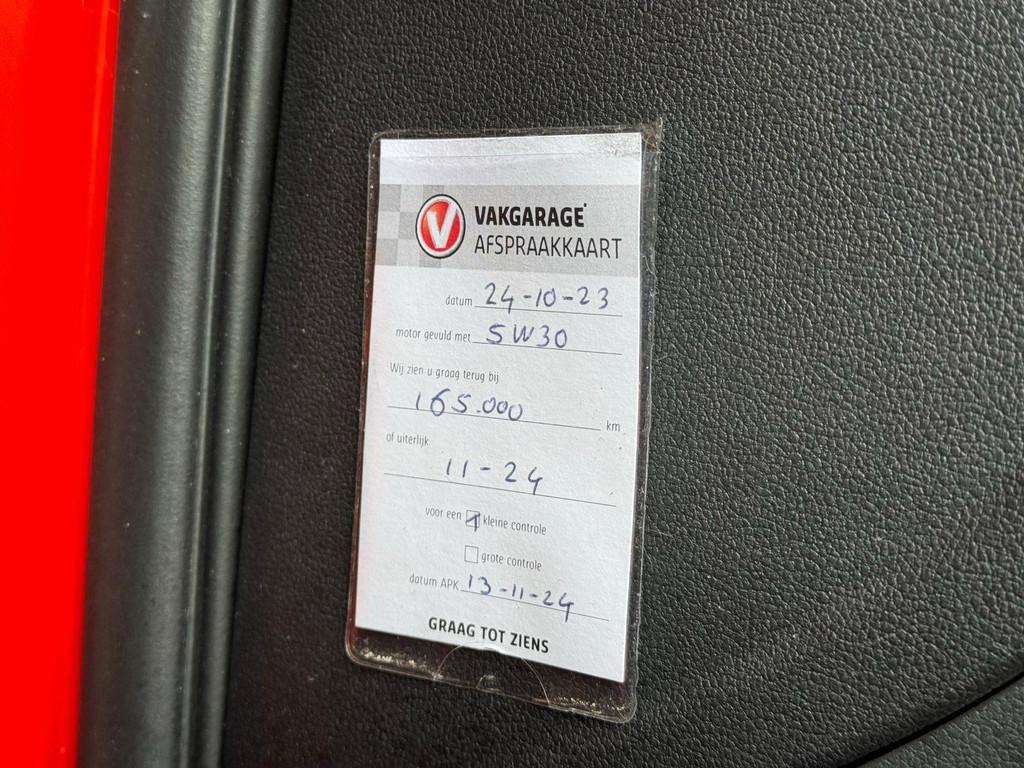 V VAKGARAGE
AFSPRAAKKAART
datum 24-10-23
motor gevuld met 5W30
Wij zien u graag terug bij
165.000 km
of uiterlijk
11-24
voor een kleine controle
grote controle
datum APK 13-11-24
GRAAG TOT ZIENS